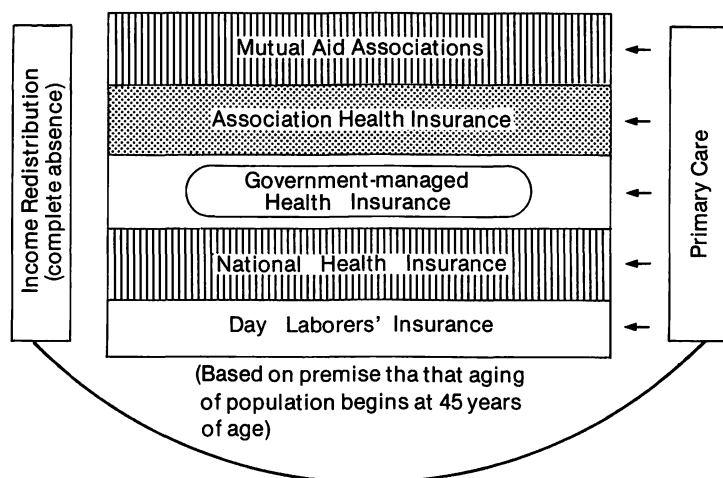 Income Redistribution
(complete absence)
Mutual Aid Associations
Association Health Insurance
Government-managed
Health Insurance
National Health Insurance
Day Laborers' Insurance
(Based on premise tha that aging
of population begins at 45 years
of age)
Primary Care